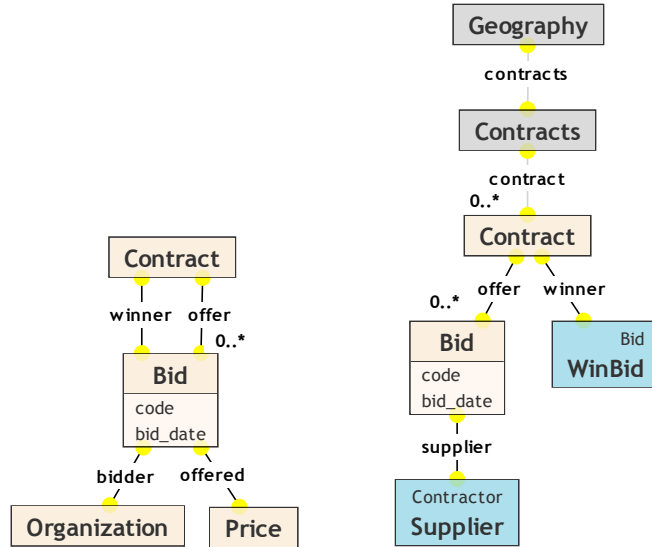 Contract
winner
offer
0..*
Bid
code
bid_date
bidder
offered
Organization
Price
Geography
contracts
Contracts
contract
0..*
Contract
offer
winner
0..*
Bid
code
bid_date
Bid
WinBid
supplier
Contractor
Supplier